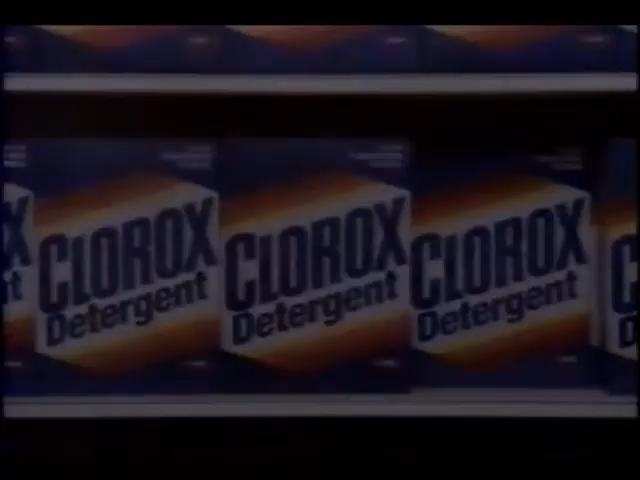 X
t
CLOROX
Detergent
CLOROX
Detergent
CLOROX
Detergent
C
D